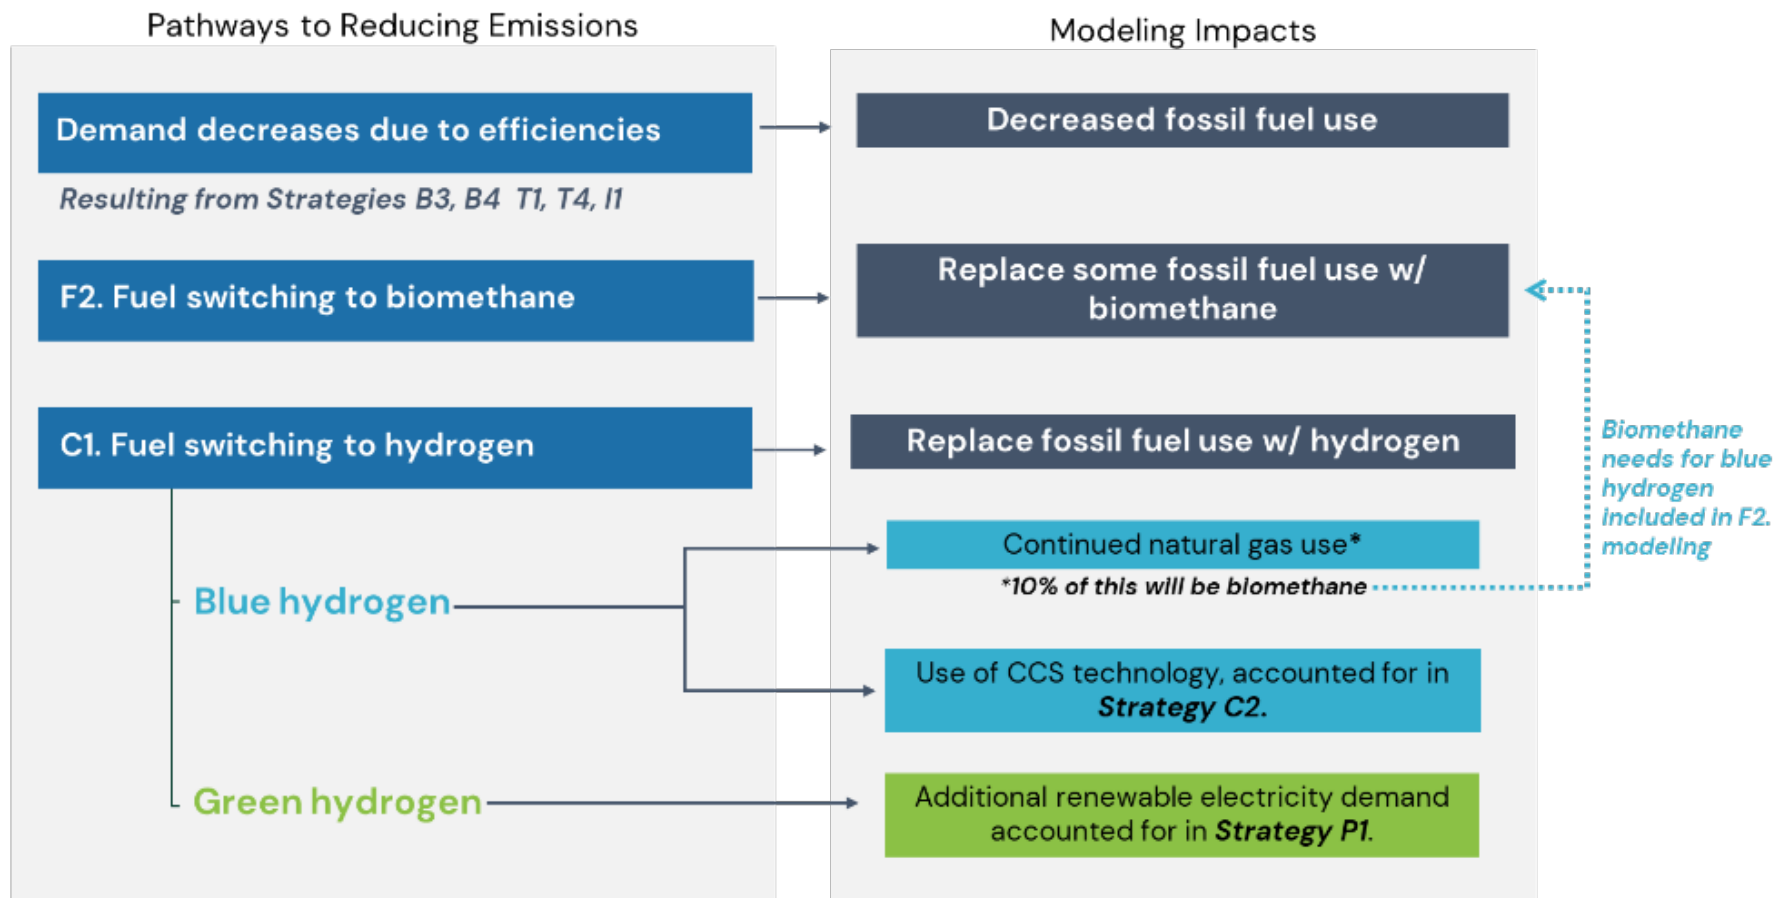 Pathways to Reducing Emissions
Modeling Impacts
Demand decreases due to efficiencies
Resulting from Strategies B3, B4  T1, T4, I1
Decreased fossil fuel use
F2. Fuel switching to biomethane
Replace some fossil fuel use w/
biomethane
C1. Fuel switching to hydrogen
Replace fossil fuel use w/ hydrogen
Blue hydrogen
Continued natural gas use*
*10% of this will be biomethane
Biomethane
needs for blue
hydrogen
included in F2.
modeling
Use of CCS technology, accounted for in
Strategy C2.
Green hydrogen
Additional renewable electricity demand
accounted for in Strategy P1.